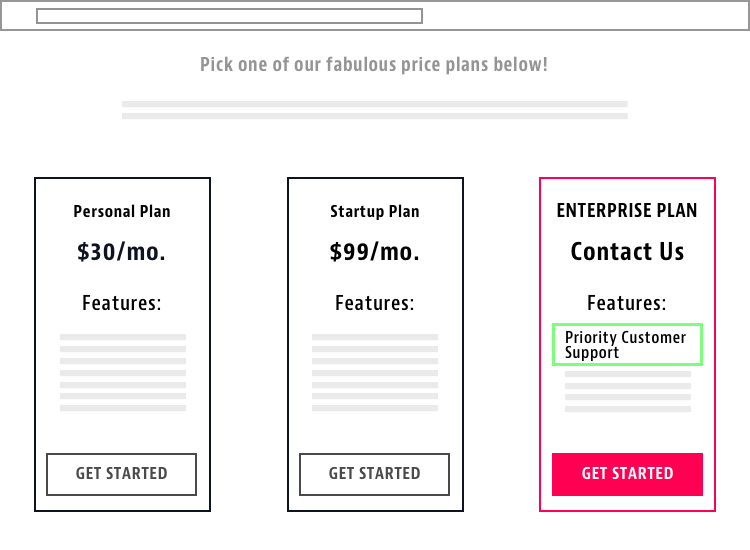 Pick one of our fabulous price plans below!
Personal Plan
$30/mo.
Features:
GET STARTED
Startup Plan
$99/mo.
Features:
GET STARTED
ENTERPRISE PLAN
Contact Us
Features:
Priority Customer
Support
GET STARTED